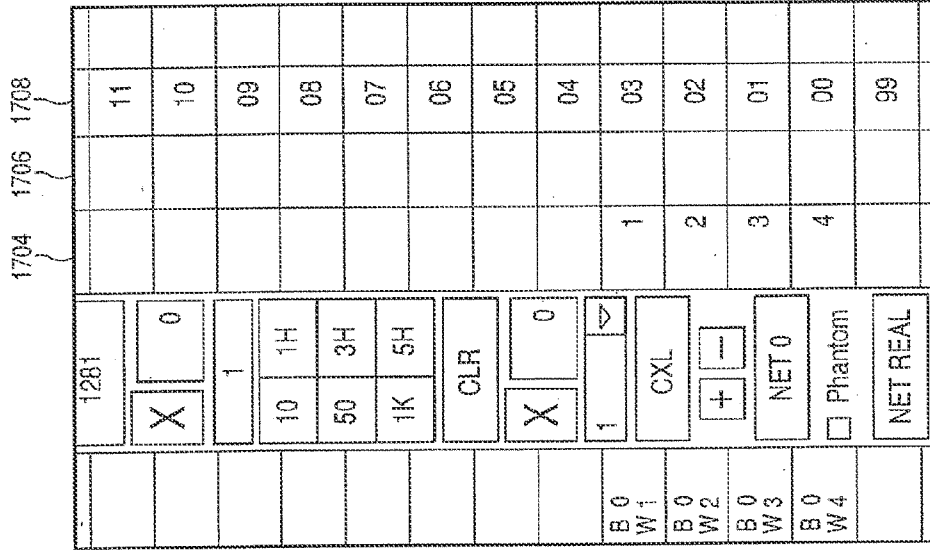 1704 1706 1708
B 0
W 1
B 0
W 2
B 0
W 3
B 0
W 4
1281
X 0
1
10 1H
50 3H
1K 5H
CLR
X 0
1
CXL
+ −
NET 0
Phantom
NET REAL
1
2
3
4
11
10
09
08
07
06
05
04
03
02
01
00
99